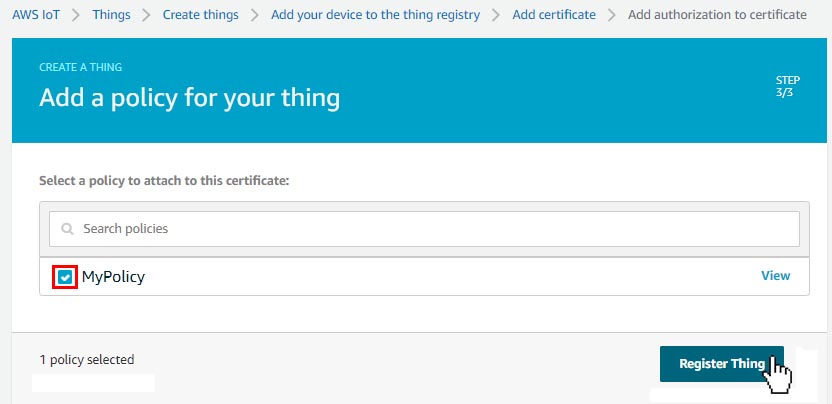 AWS IoT > Things > Create things > Add your device to the thing registry > Add certificate > Add authorization to certificate
CREATE A THING
Add a policy for your thing
STEP
3/3
Select a policy to attach to this certificate:
Search policies
MyPolicy View
1 policy selected
Register Thing